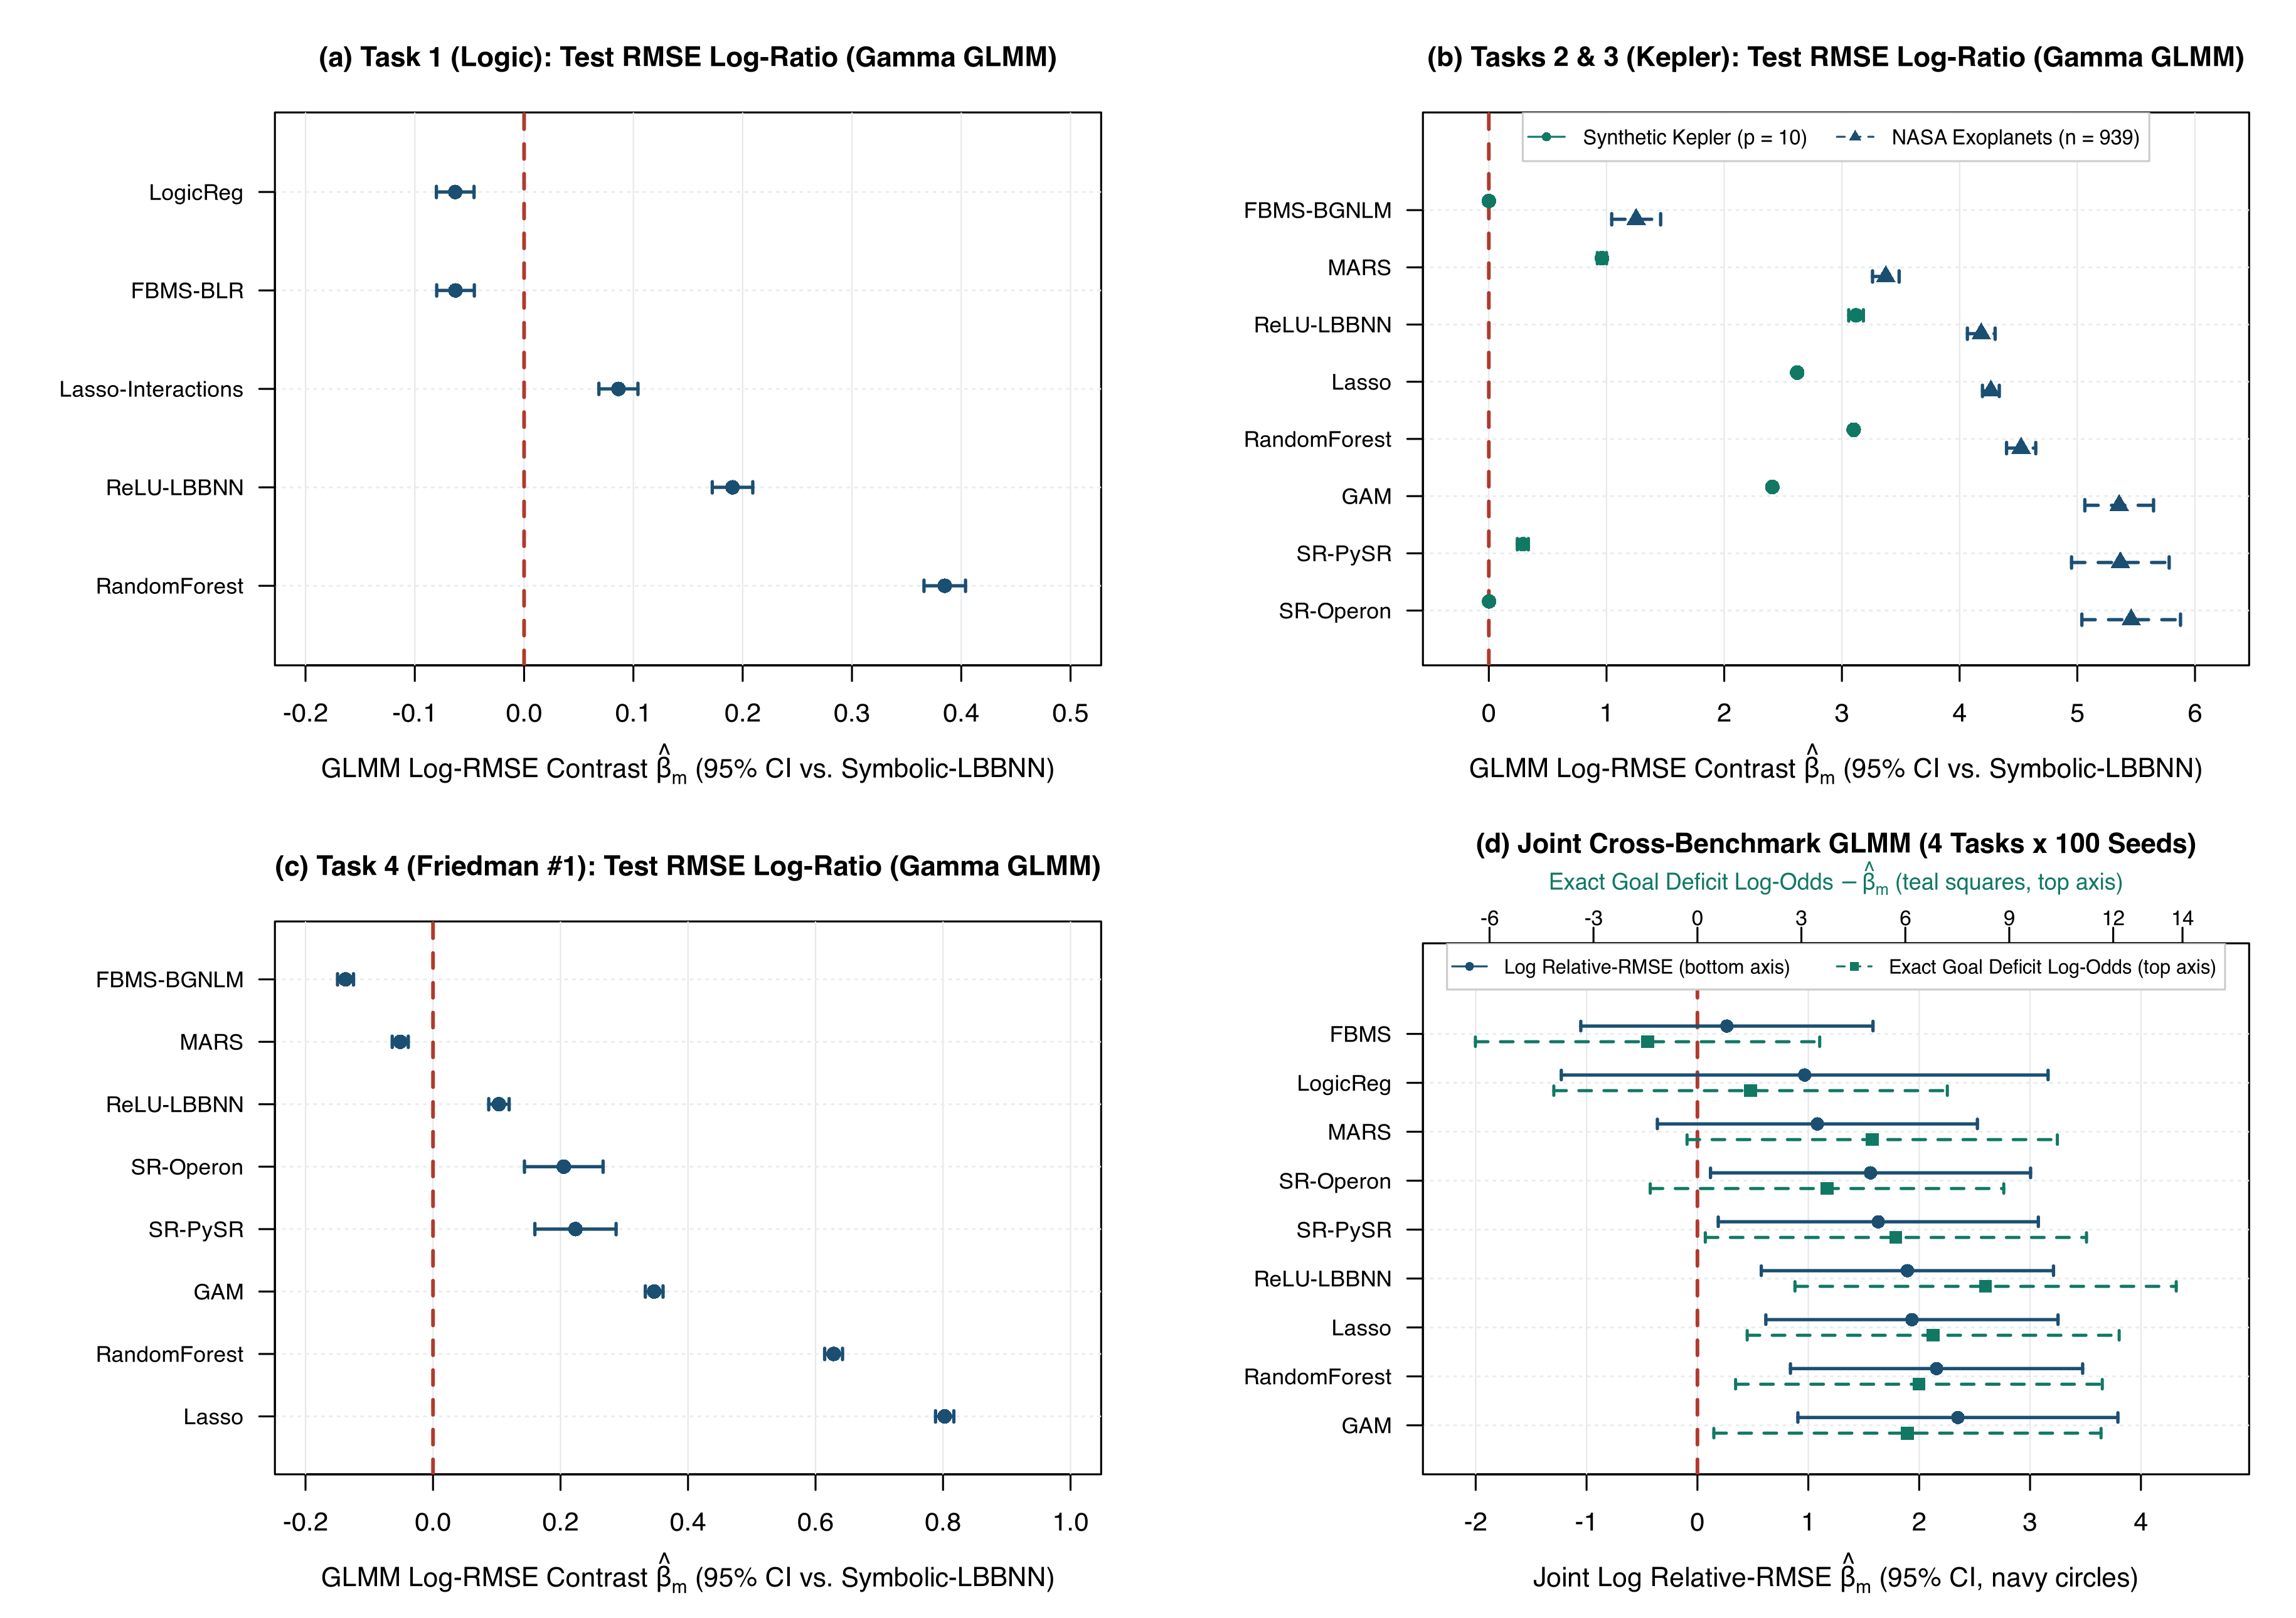 (a) Task 1 (Logic): Test RMSE Log-Ratio (Gamma GLMM)
LogicReg
FBMS-BLR
Lasso-Interactions
ReLU-LBBNN
RandomForest
-0.2 -0.1 0.0 0.1 0.2 0.3 0.4 0.5
GLMM Log-RMSE Contrast β̂m (95% CI vs. Symbolic-LBBNN)
(b) Tasks 2 & 3 (Kepler): Test RMSE Log-Ratio (Gamma GLMM)
Synthetic Kepler (p = 10) NASA Exoplanets (n = 939)
FBMS-BGNLM
MARS
ReLU-LBBNN
Lasso
RandomForest
GAM
SR-PySR
SR-Operon
0 1 2 3 4 5 6
GLMM Log-RMSE Contrast β̂m (95% CI vs. Symbolic-LBBNN)
(c) Task 4 (Friedman #1): Test RMSE Log-Ratio (Gamma GLMM)
FBMS-BGNLM
MARS
ReLU-LBBNN
SR-Operon
SR-PySR
GAM
RandomForest
Lasso
-0.2 0.0 0.2 0.4 0.6 0.8 1.0
GLMM Log-RMSE Contrast β̂m (95% CI vs. Symbolic-LBBNN)
(d) Joint Cross-Benchmark GLMM (4 Tasks x 100 Seeds)
Exact Goal Deficit Log-Odds − β̂m (teal squares, top axis)
-6 -3 0 3 6 9 12 14
Log Relative-RMSE (bottom axis) Exact Goal Deficit Log-Odds (top axis)
FBMS
LogicReg
MARS
SR-Operon
SR-PySR
ReLU-LBBNN
Lasso
RandomForest
GAM
-2 -1 0 1 2 3 4
Joint Log Relative-RMSE β̂m (95% CI, navy circles)